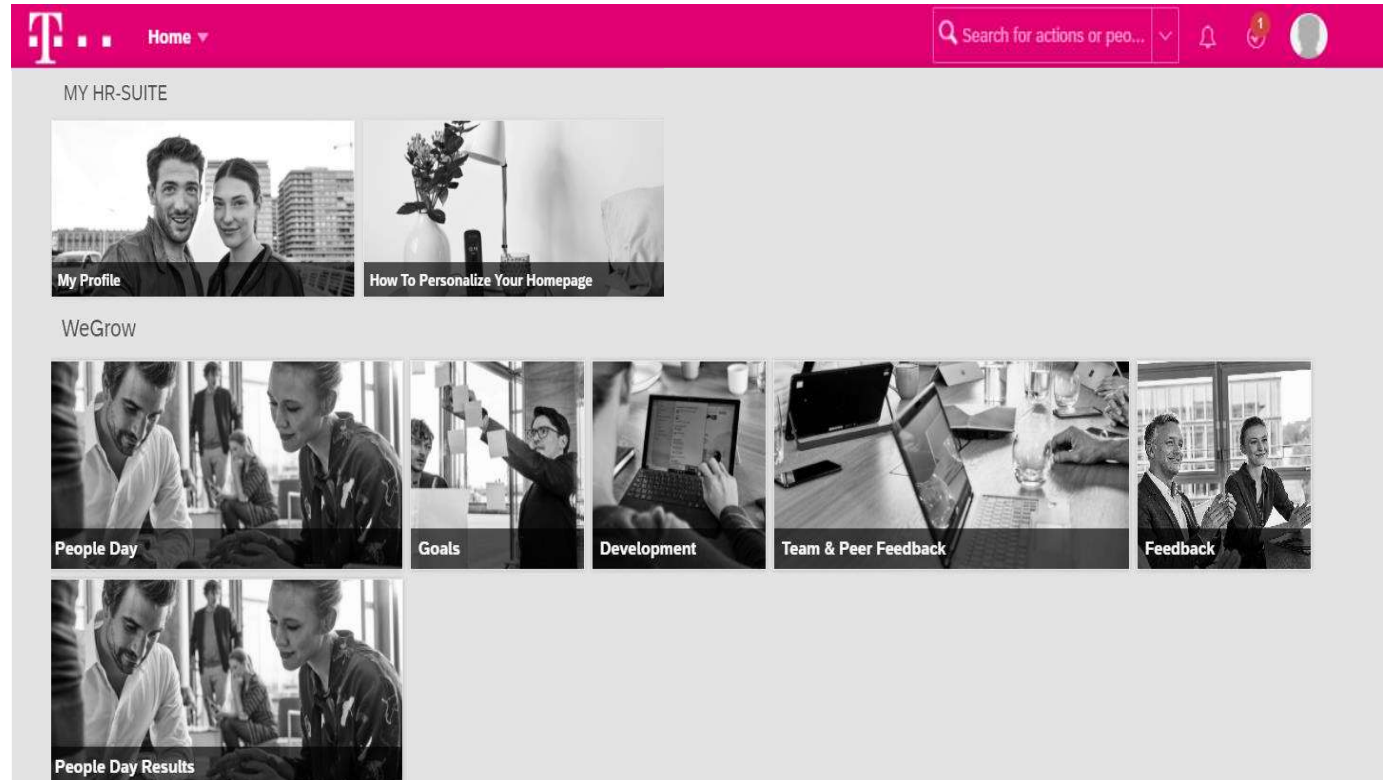 T
Home
Search for actions or peo...
1
MY HR-SUITE
My Profile
How To Personalize Your Homepage
WeGrow
People Day
Goals
Development
Team & Peer Feedback
Feedback
People Day Results